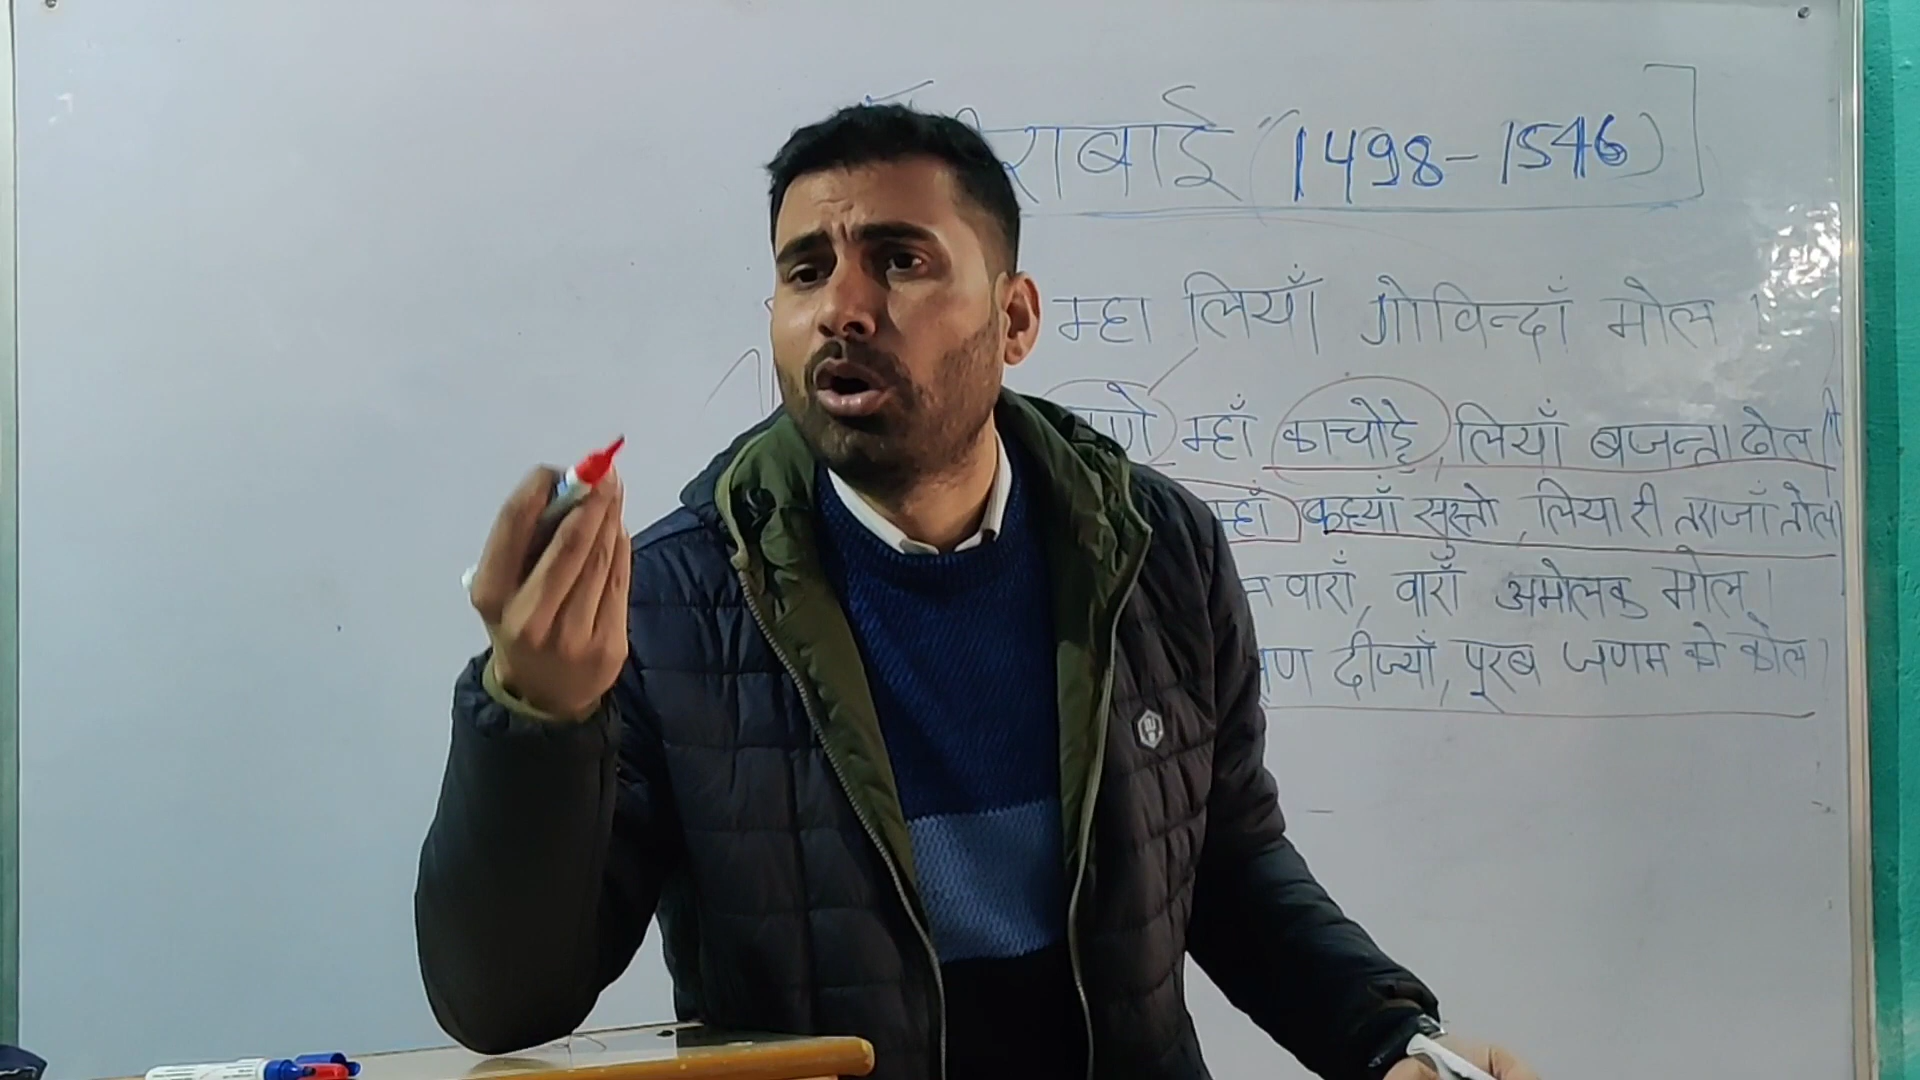 राबाई (1498-1546)
म्हा लियाँ गोविन्दाँ मोल ।
णे म्हाँ काचोड्डे, लियाँ बजन्ता ढोल ।
म्हाँ कह्याँ सस्तो, लिया री तराजाँ तोल
न वाराँ, वाराँ अमोलक मोल ।
ण दीज्याँ, पूरब जणम को कोल ।